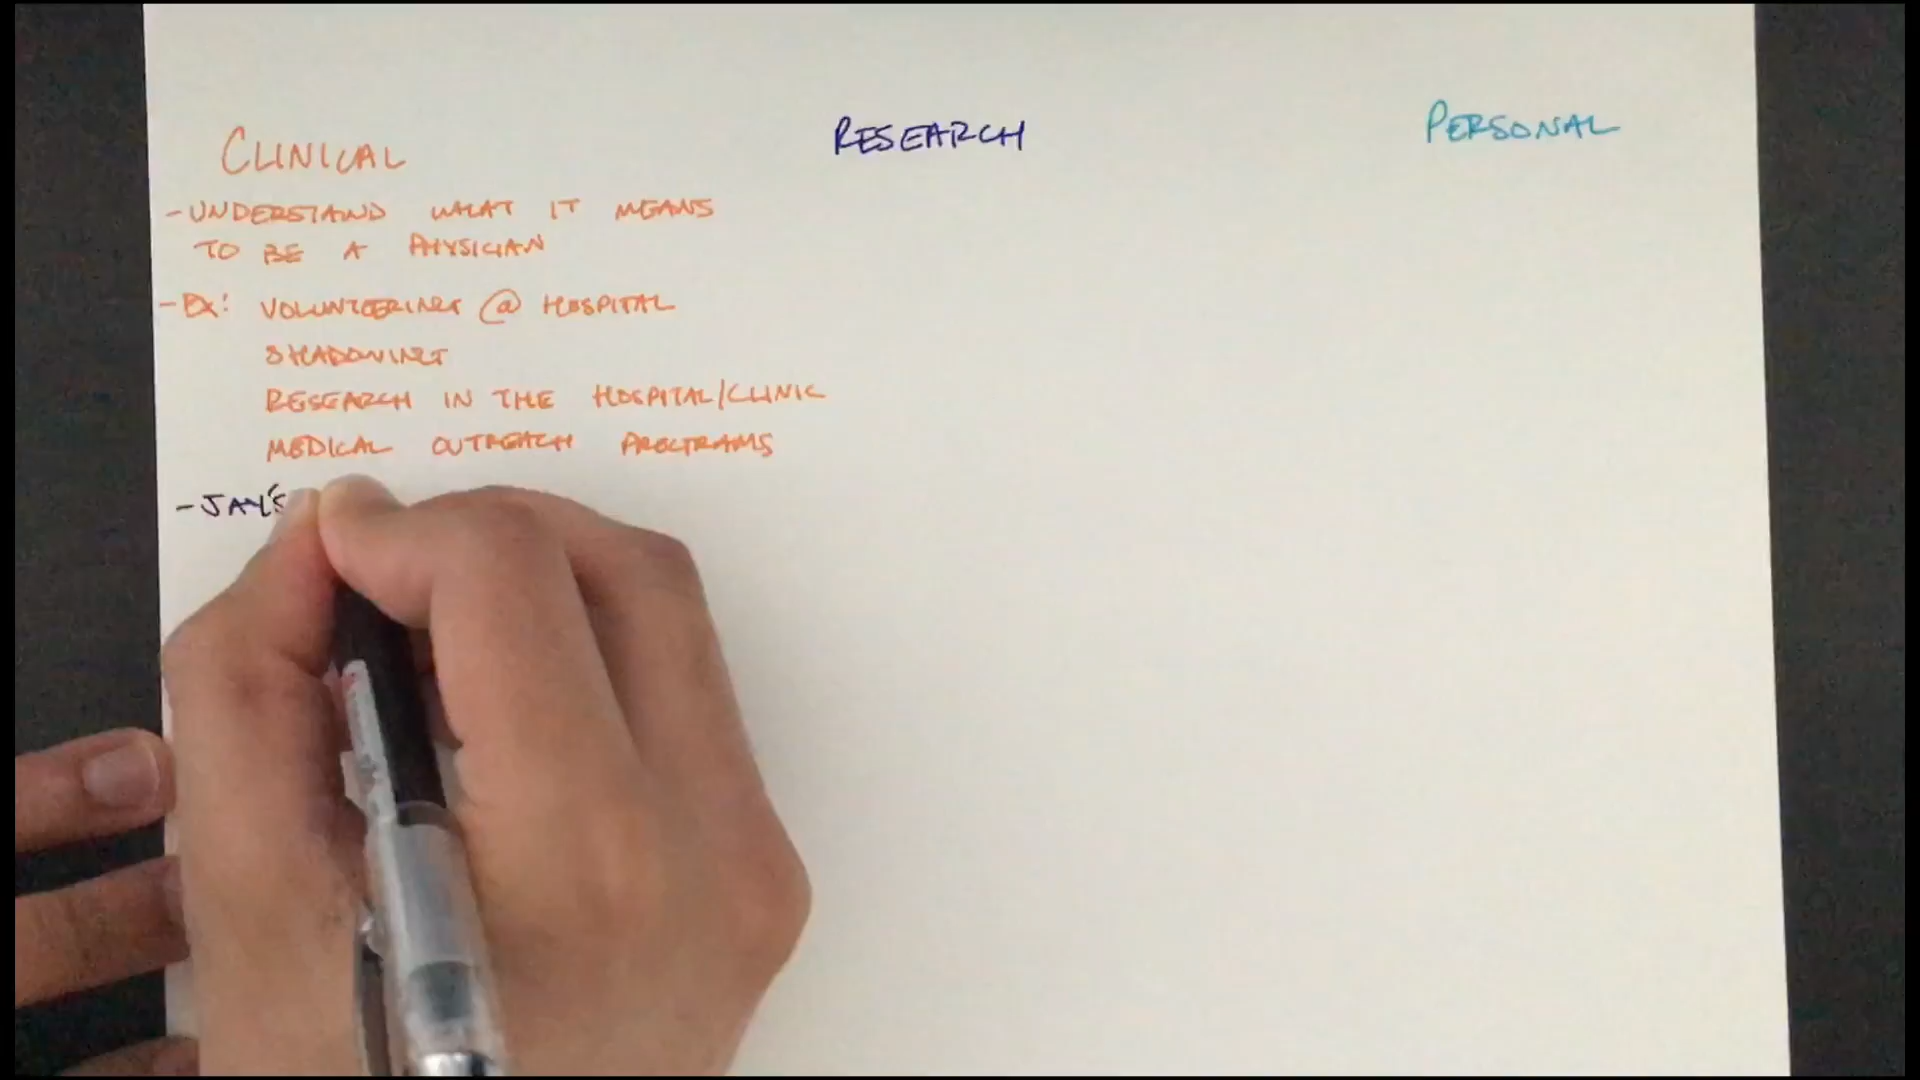 CLINICAL
RESEARCH
PERSONAL
- UNDERSTAND WHAT IT MEANS
TO BE A PHYSICIAN
- EX: VOLUNTEERING @ HOSPITAL
SHADOWING
RESEARCH IN THE HOSPITAL/CLINIC
MEDICAL OUTREACH PROGRAMS
- JAY'S